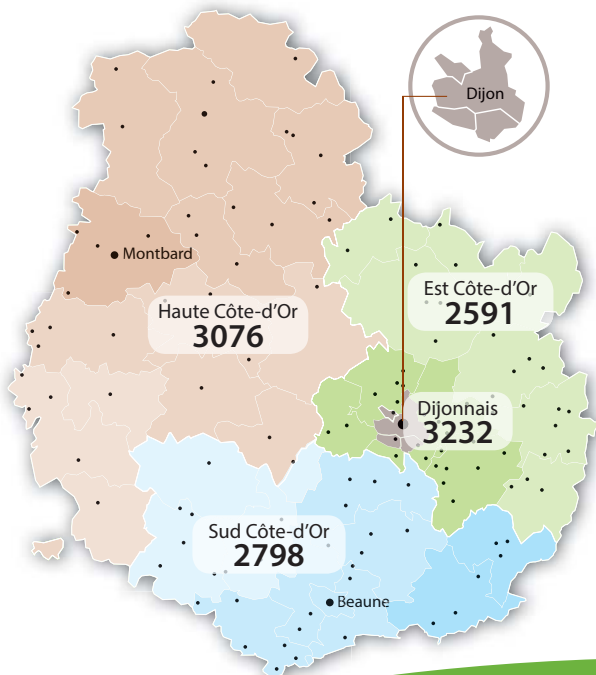 Dijon
Montbard
Est Côte-d'Or
2591
Haute Côte-d'Or
3076
Dijonnais
3232
Sud Côte-d'Or
2798
Beaune